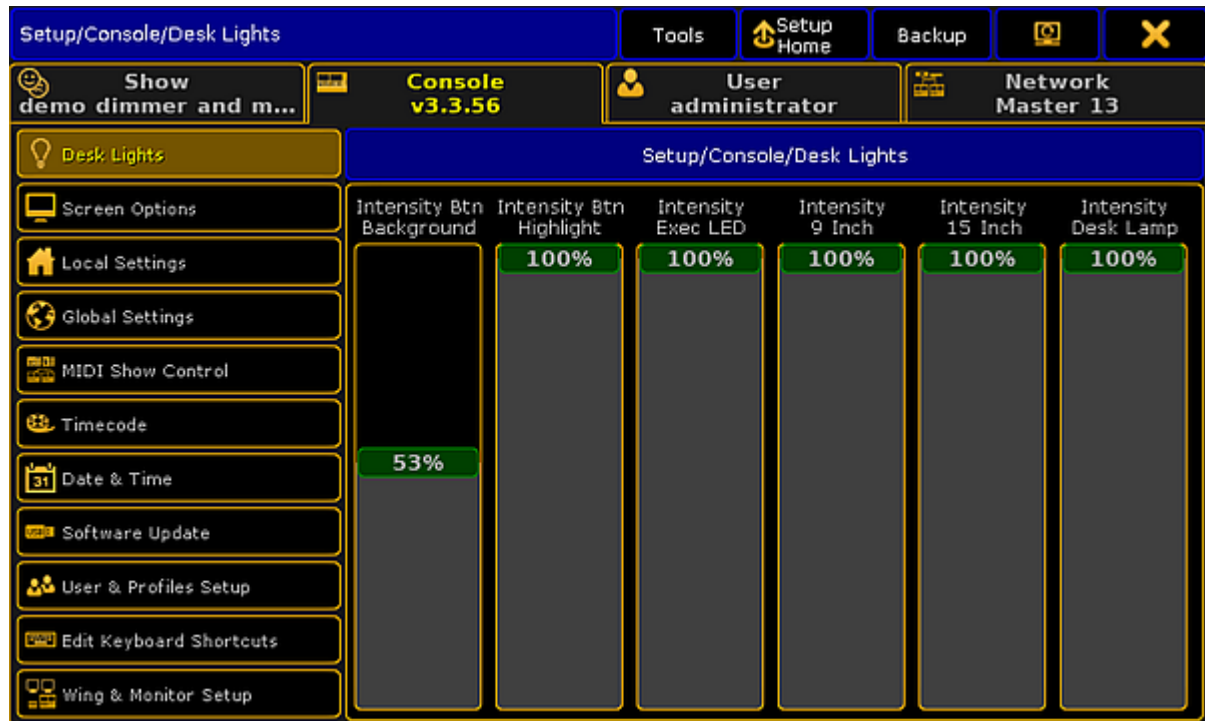 Setup/Console/Desk Lights
Tools
Setup
Home
Backup
Show
demo dimmer and m...
Console
v3.3.56
User
administrator
Network
Master 13
Desk Lights
Screen Options
Local Settings
Global Settings
MIDI Show Control
Timecode
31 Date & Time
Software Update
User & Profiles Setup
Edit Keyboard Shortcuts
Wing & Monitor Setup
Setup/Console/Desk Lights
Intensity Btn
Background
53%
Intensity Btn
Highlight
100%
Intensity
Exec LED
100%
Intensity
9 Inch
100%
Intensity
15 Inch
100%
Intensity
Desk Lamp
100%